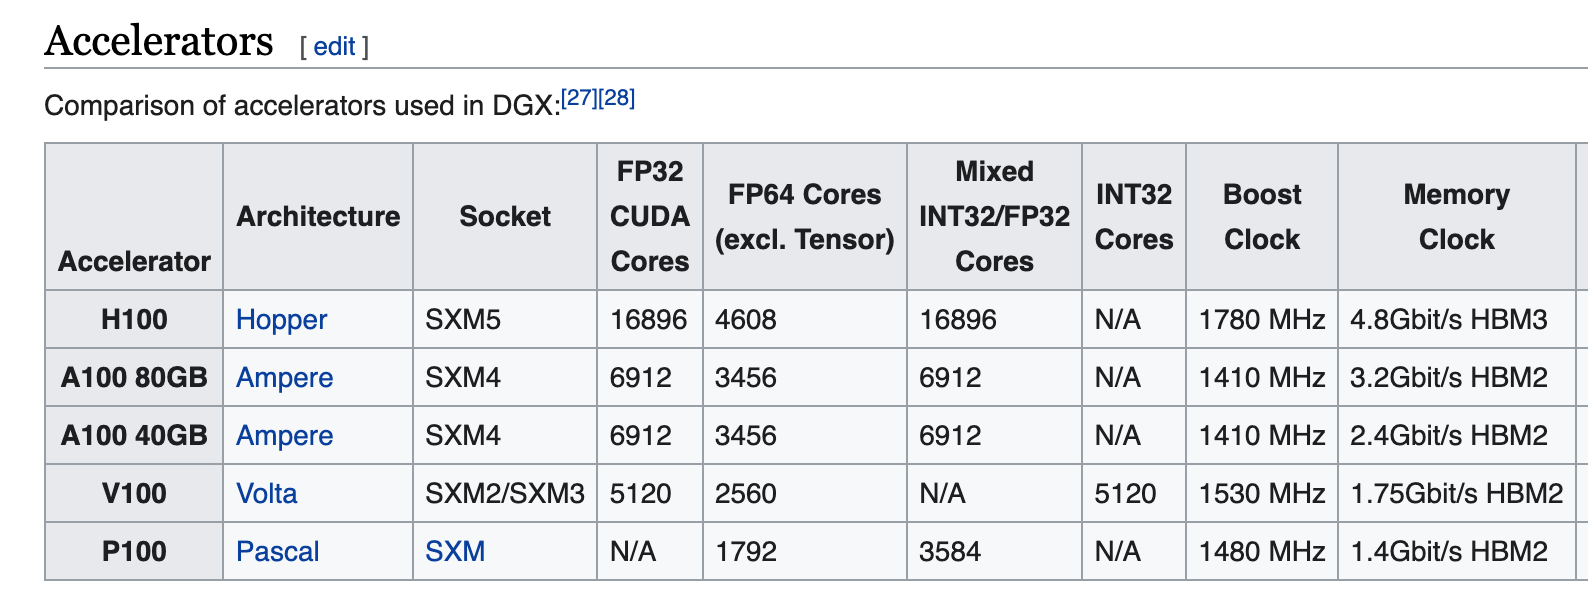 Accelerators [ edit ]
Comparison of accelerators used in DGX:[27][28]
Accelerator Architecture Socket FP32 CUDA Cores FP64 Cores (excl. Tensor) Mixed INT32/FP32 Cores INT32 Cores Boost Clock Memory Clock
H100 Hopper SXM5 16896 4608 16896 N/A 1780 MHz 4.8Gbit/s HBM3
A100 80GB Ampere SXM4 6912 3456 6912 N/A 1410 MHz 3.2Gbit/s HBM2
A100 40GB Ampere SXM4 6912 3456 6912 N/A 1410 MHz 2.4Gbit/s HBM2
V100 Volta SXM2/SXM3 5120 2560 N/A 5120 1530 MHz 1.75Gbit/s HBM2
P100 Pascal SXM N/A 1792 3584 N/A 1480 MHz 1.4Gbit/s HBM2